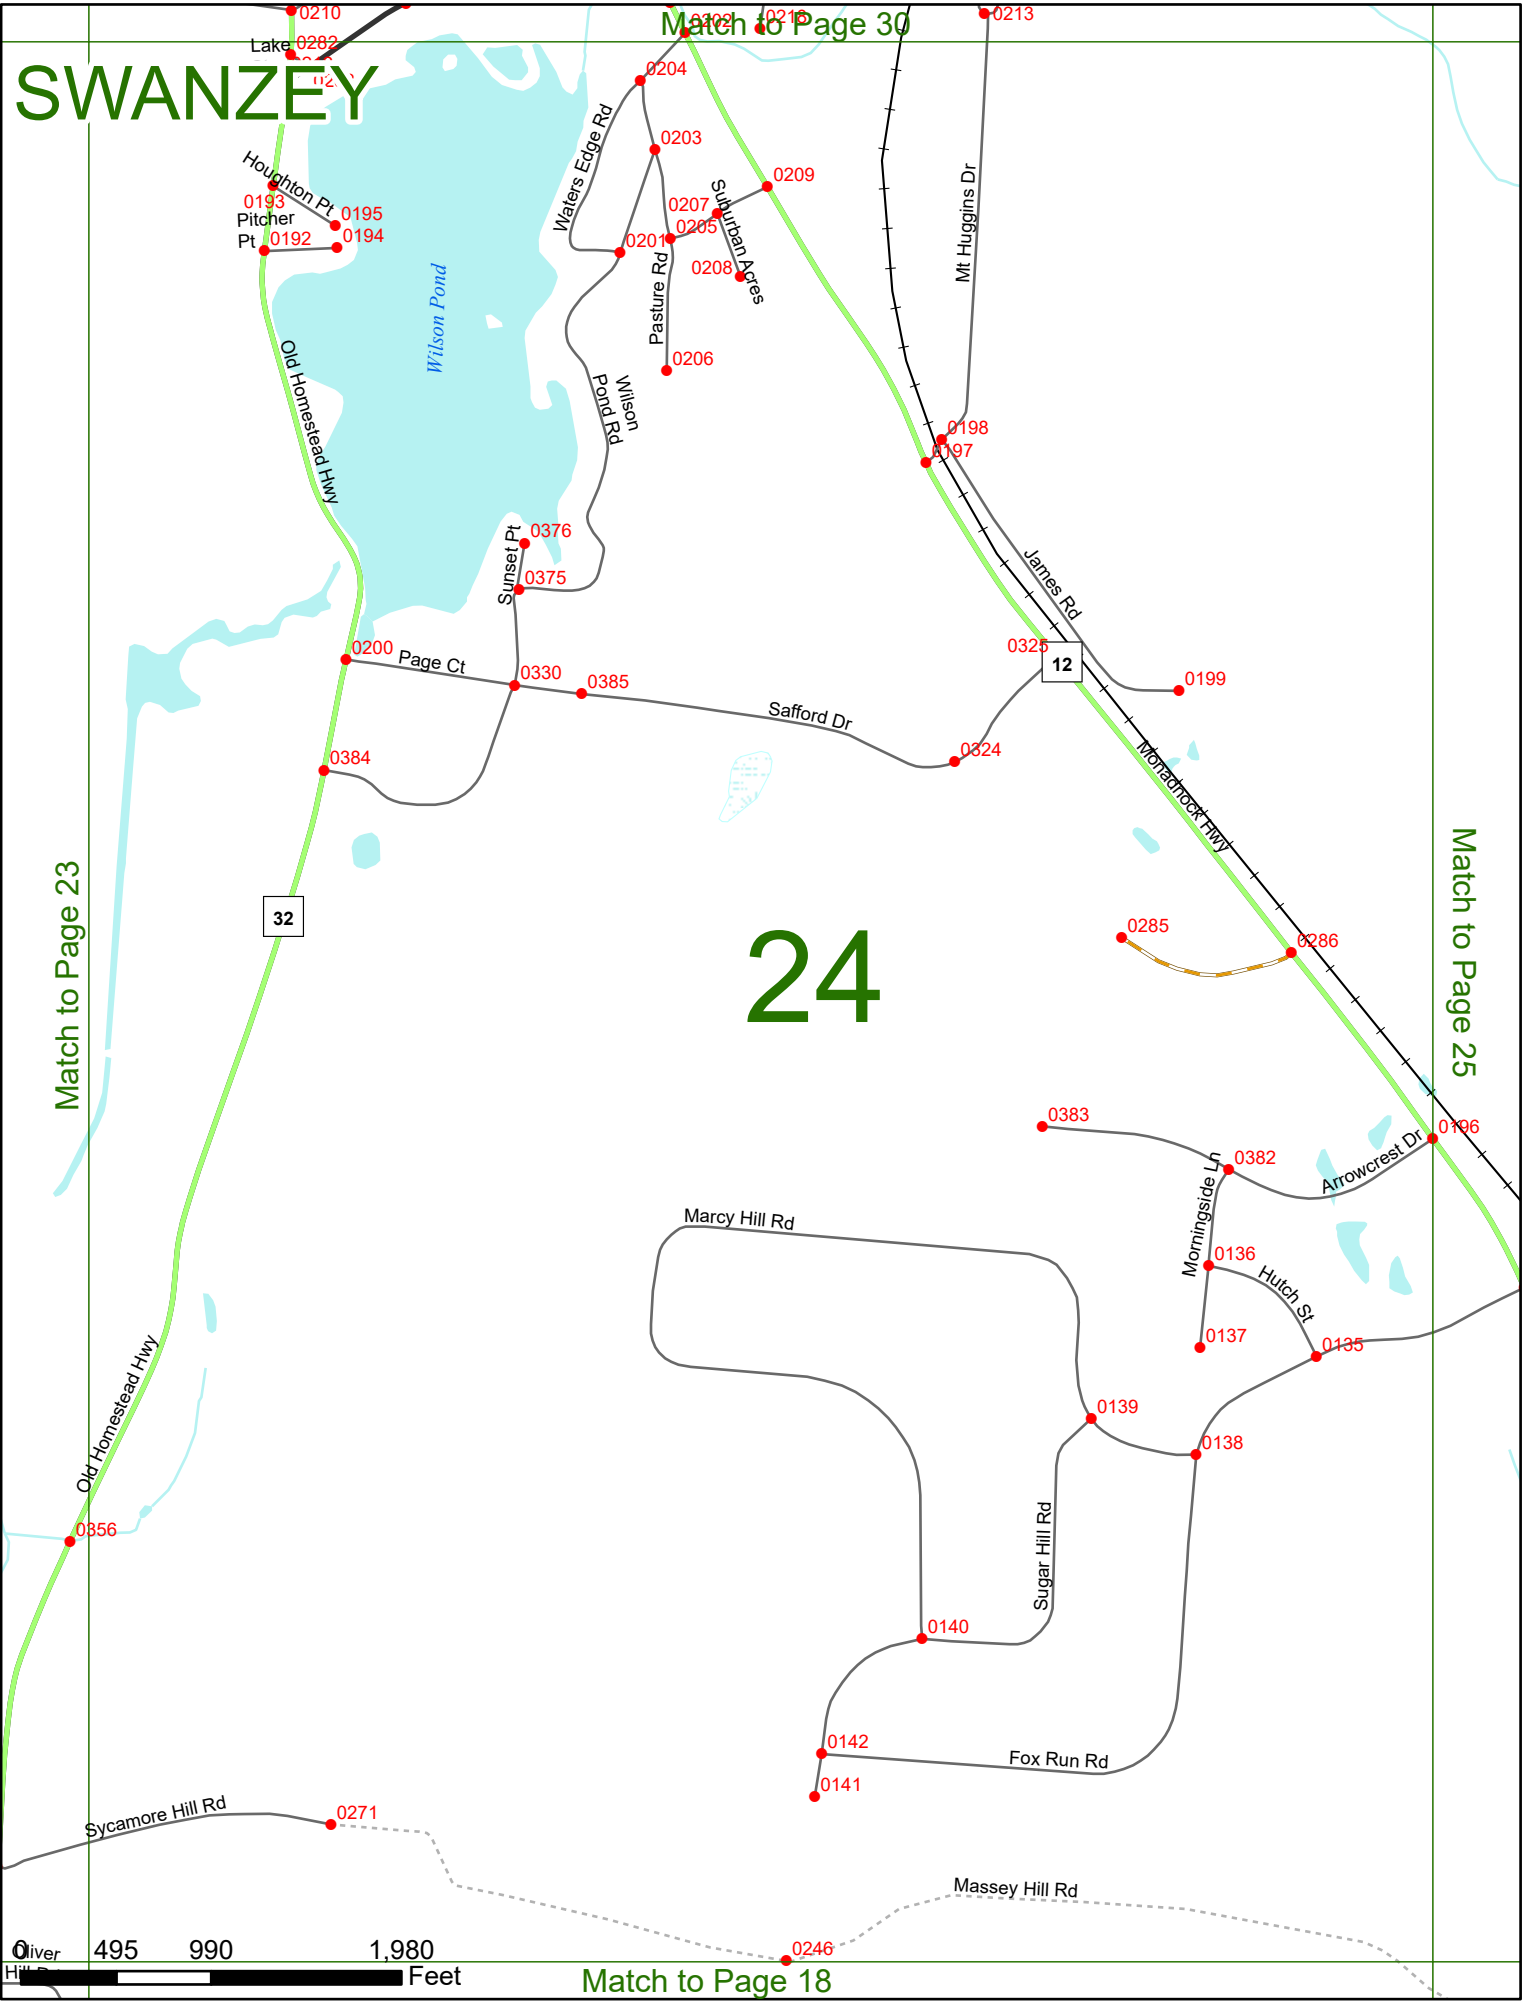 0210
0202
0218
Match to Page 30
0213
Lake
0282
SWANZEY
0204
Waters Edge Rd
0203
Houghton Pt
0193
0195
Pitcher
Pt
0192
0194
0209
0207
Suburban Acres
0205
0201
0208
Mt Huggins Dr
Pasture Rd
Wilson Pond
Old Homestead Hwy
0206
Wilson
Pond Rd
0198
0197
0376
Sunset Pt
0375
James Rd
0200
Page Ct
0330
0385
0325
12
0199
Safford Dr
0324
0384
Monadnock Hwy
Match to Page 23
Match to Page 25
32
24
0285
0286
0383
0196
0382
Arrowcrest Dr
Morningside Ln
Marcy Hill Rd
0136
Hutch St
0137
0135
Old Homestead Hwy
0139
0138
0356
Sugar Hill Rd
0140
0142
Fox Run Rd
0141
Sycamore Hill Rd
0271
Massey Hill Rd
0246
Oliver
0 495 990 1,980
Feet
Match to Page 18